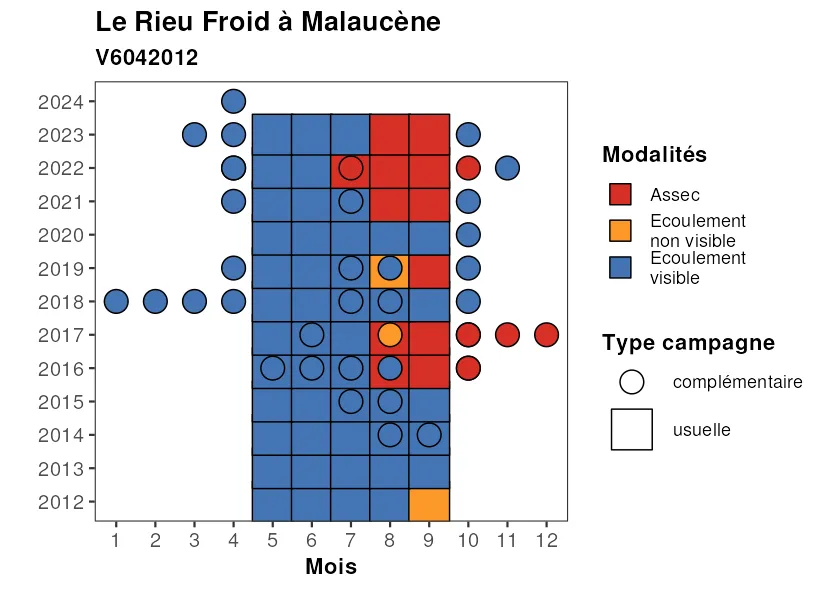 Le Rieu Froid à Malaucène
V6042012
2024
2023
2022
2021
2020
2019
2018
2017
2016
2015
2014
2013
2012
1 2 3 4 5 6 7 8 9 10 11 12
Mois
Modalités
Assec
Ecoulement
non visible
Ecoulement
visible
Type campagne
complémentaire
usuelle